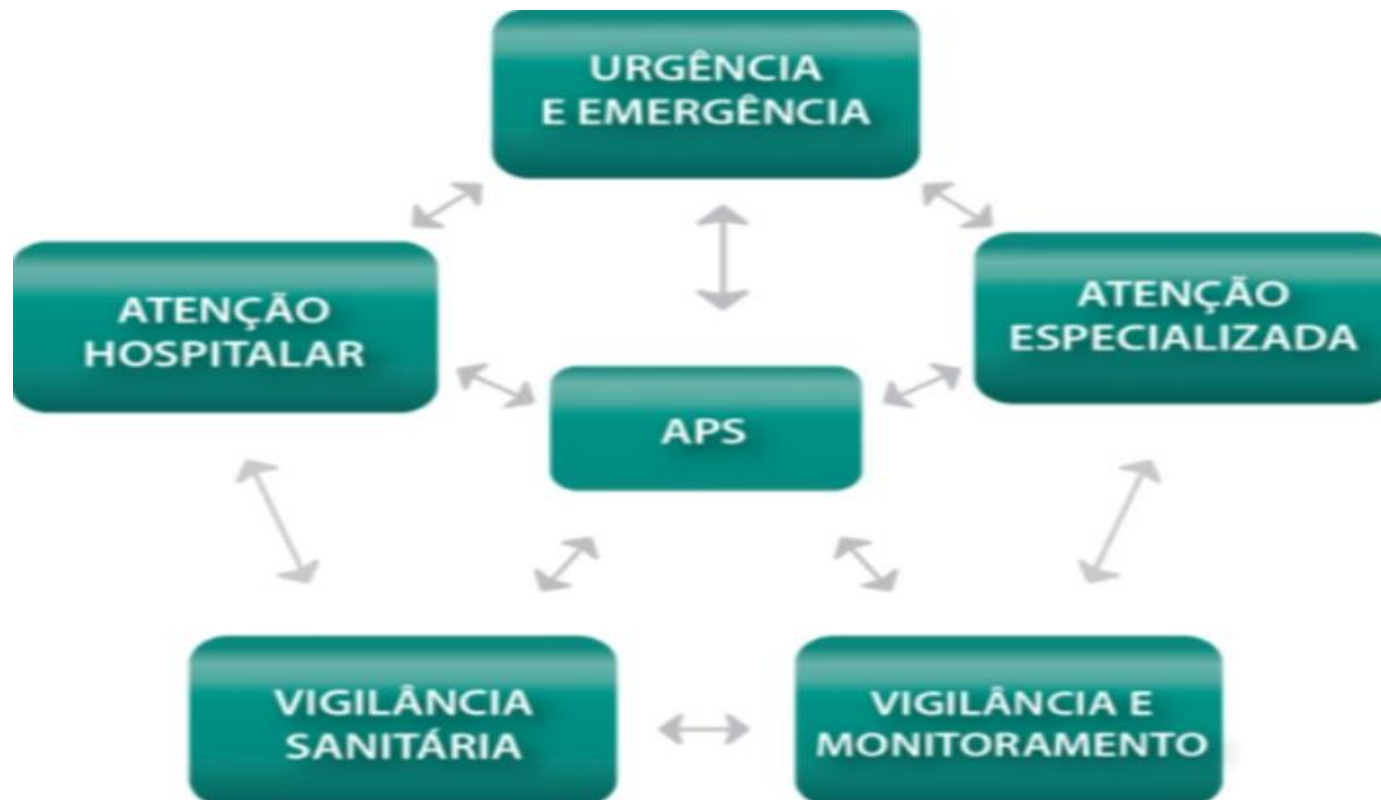 URGÊNCIA
E EMERGÊNCIA
ATENÇÃO
HOSPITALAR
ATENÇÃO
ESPECIALIZADA
APS
VIGILÂNCIA
SANITÁRIA
VIGILÂNCIA E
MONITORAMENTO